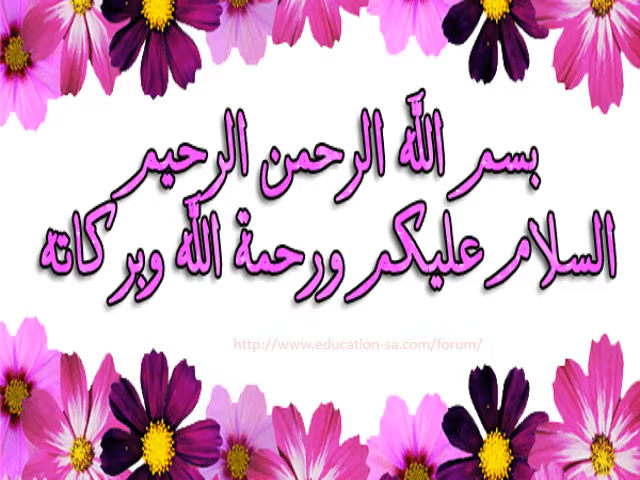 بسم الله الرحمن الرحيم
السلام عليكم ورحمة الله وبركاته
http://www.education-sa.com/forum/